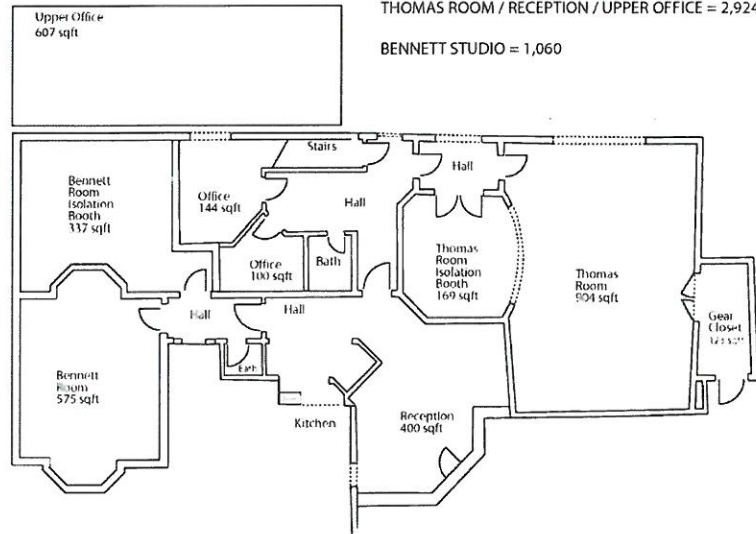 THOMAS ROOM / RECEPTION / UPPER OFFICE = 2,924
BENNETT STUDIO = 1,060
Upper Office
607 sqft
Stairs
Hall
Bennett
Room
Isolation
Booth
337 sqft
Office
144 sqft
Hall
Thomas
Room
Isolation
Booth
169 sqft
Office
100 sqft
Bath
Thomas
Room
904 sqft
Hall
Hall
Gear
Closet
Bath
Bennett
Room
575 sqft
Kitchen
Reception
400 sqft